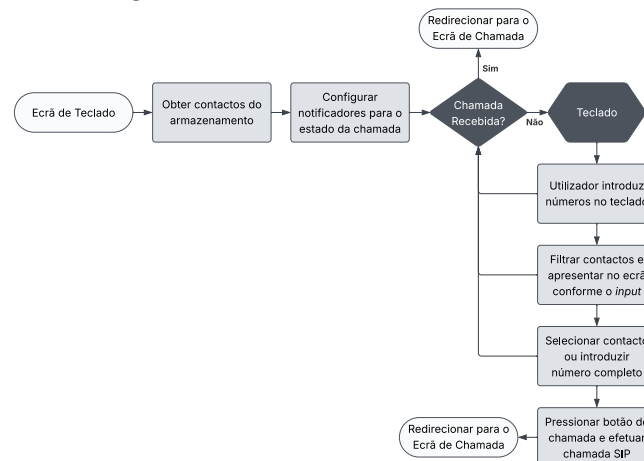 Redirecionar para o
Ecrã de Chamada
Sim
Ecrã de Teclado
Obter contactos do
armazenamento
Configurar
notificadores para o
estado da chamada
Chamada
Recebida?
Não
Teclado
Utilizador introduz
números no teclado
Filtrar contactos e
apresentar no ecrã
conforme o input
Selecionar contacto
ou introduzir
número completo
Redirecionar para o
Ecrã de Chamada
Pressionar botão de
chamada e efetuar
chamada SIP